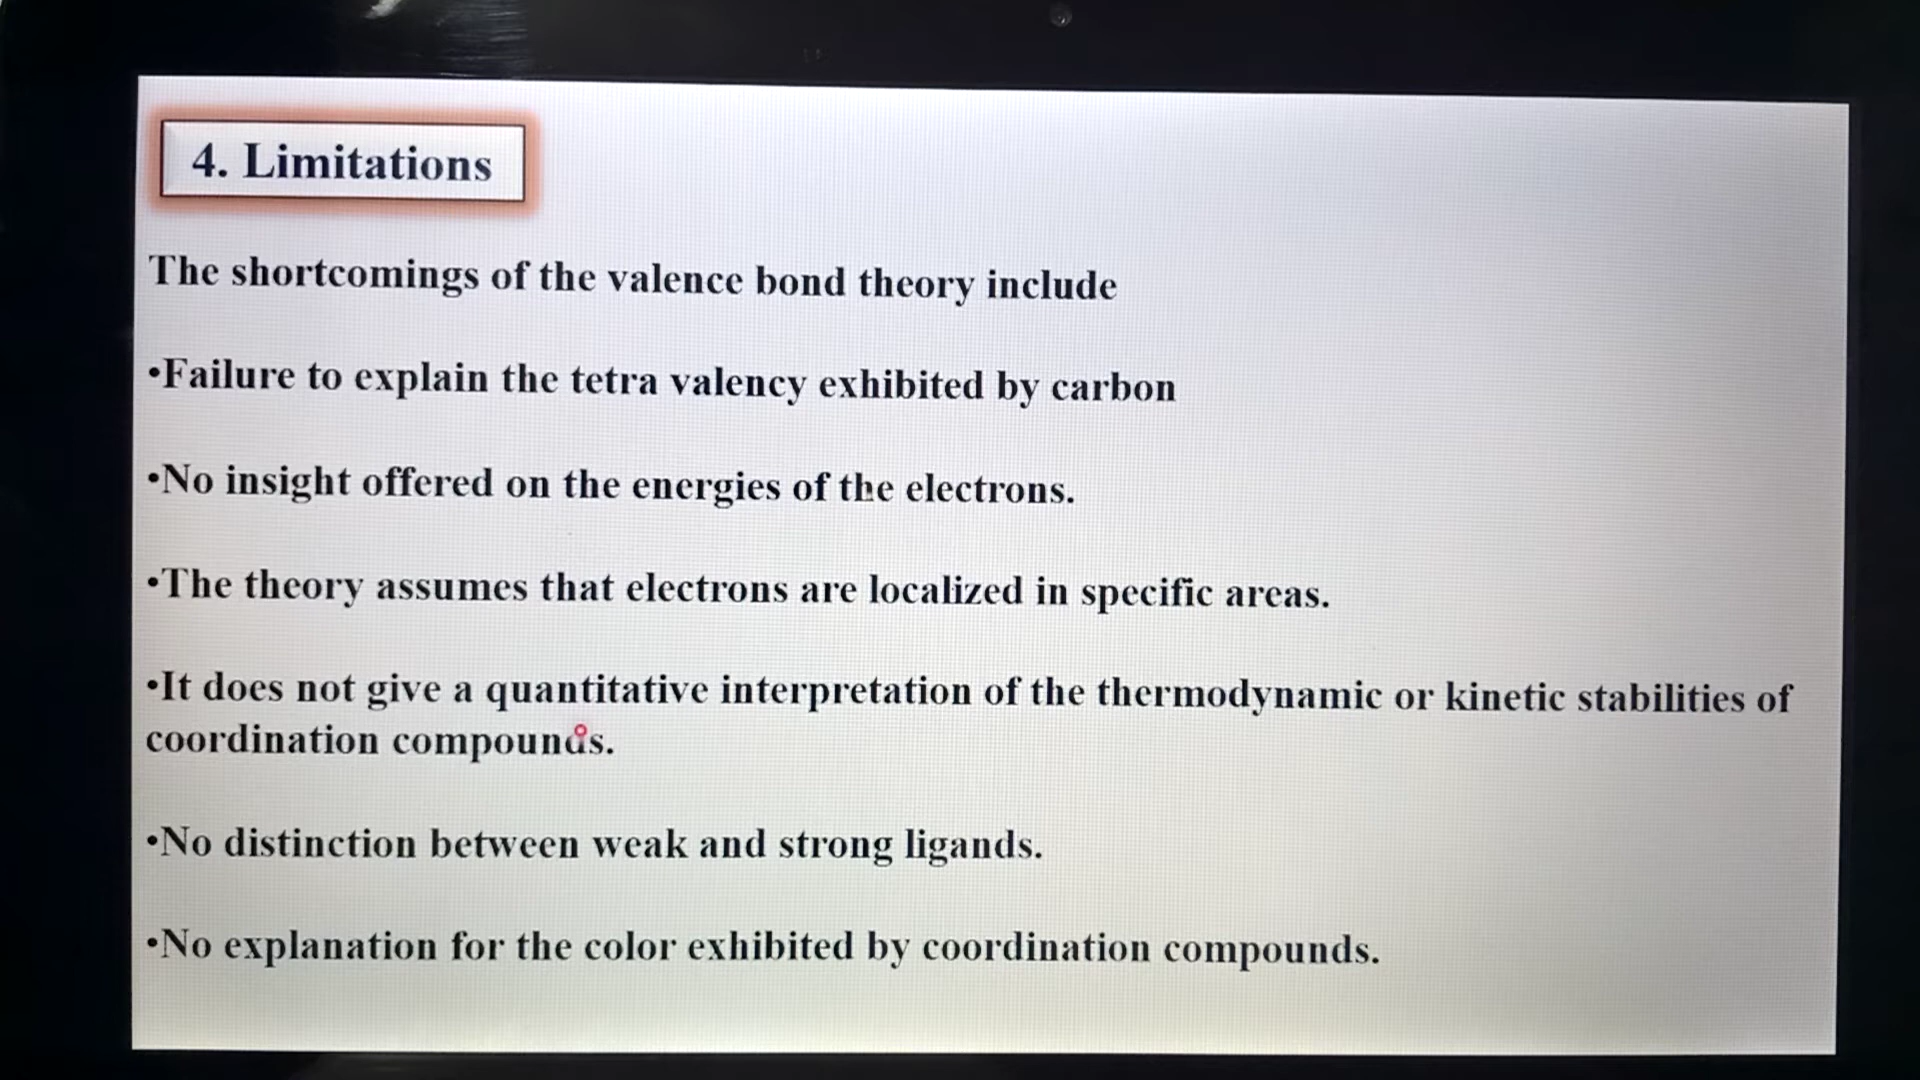 4. Limitations
The shortcomings of the valence bond theory include
•Failure to explain the tetra valency exhibited by carbon
•No insight offered on the energies of the electrons.
•The theory assumes that electrons are localized in specific areas.
•It does not give a quantitative interpretation of the thermodynamic or kinetic stabilities of
coordination compounds.
•No distinction between weak and strong ligands.
•No explanation for the color exhibited by coordination compounds.